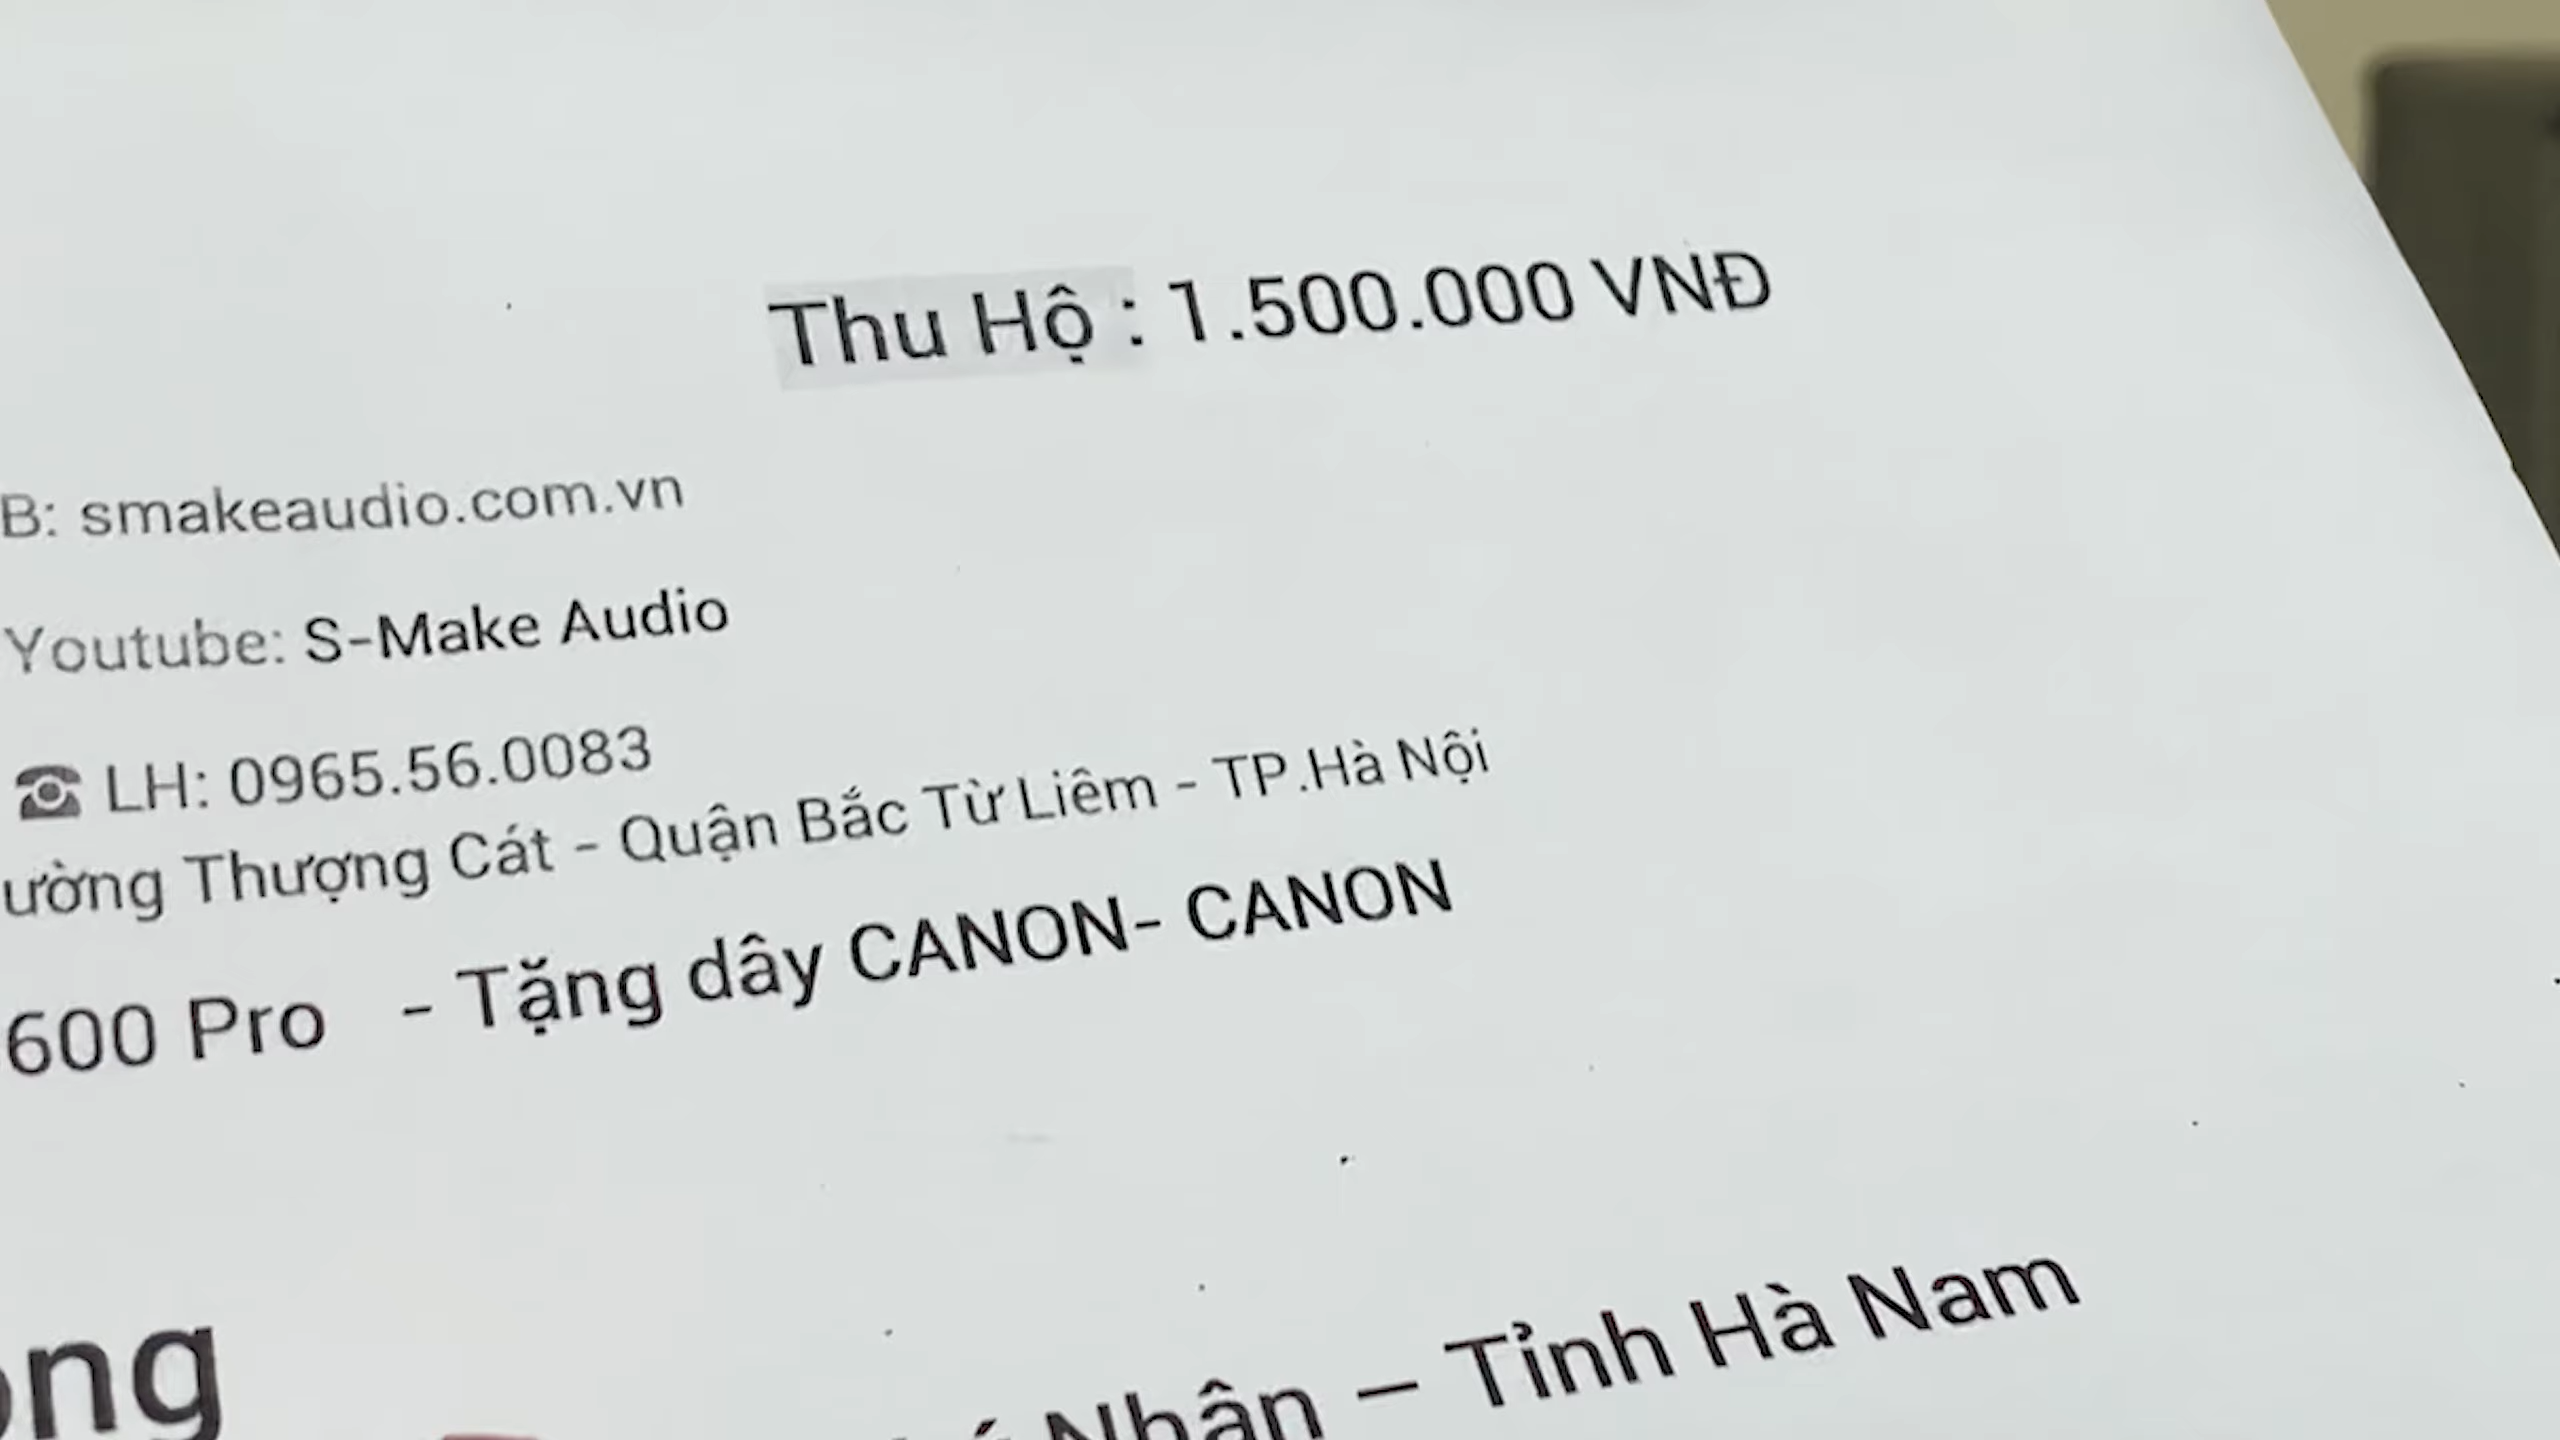 Thu Hộ : 1.500.000 VNĐ
B: smakeaudio.com.vn
Youtube: S-Make Audio
☎ LH: 0965.56.0083
ường Thượng Cát - Quận Bắc Từ Liêm - TP.Hà Nội
600 Pro - Tặng dây CANON- CANON
ong
Nhân – Tỉnh Hà Nam